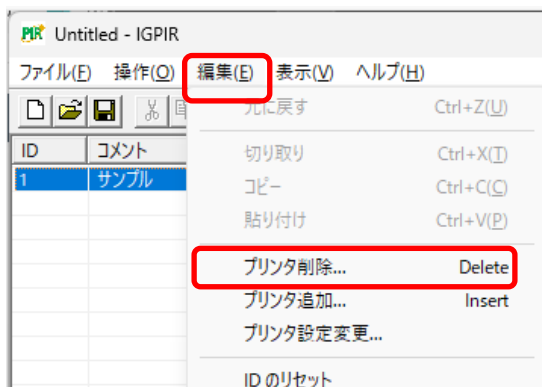 PIR Untitled - IGPIR
ファイル(F) 操作(O) 編集(E) 表示(V) ヘルプ(H)
元に戻す Ctrl+Z(U)
ID コメント
切り取り Ctrl+X(T)
1 サンプル
コピー Ctrl+C(C)
貼り付け Ctrl+V(P)
プリンタ削除... Delete
プリンタ追加... Insert
プリンタ設定変更...
ID のリセット